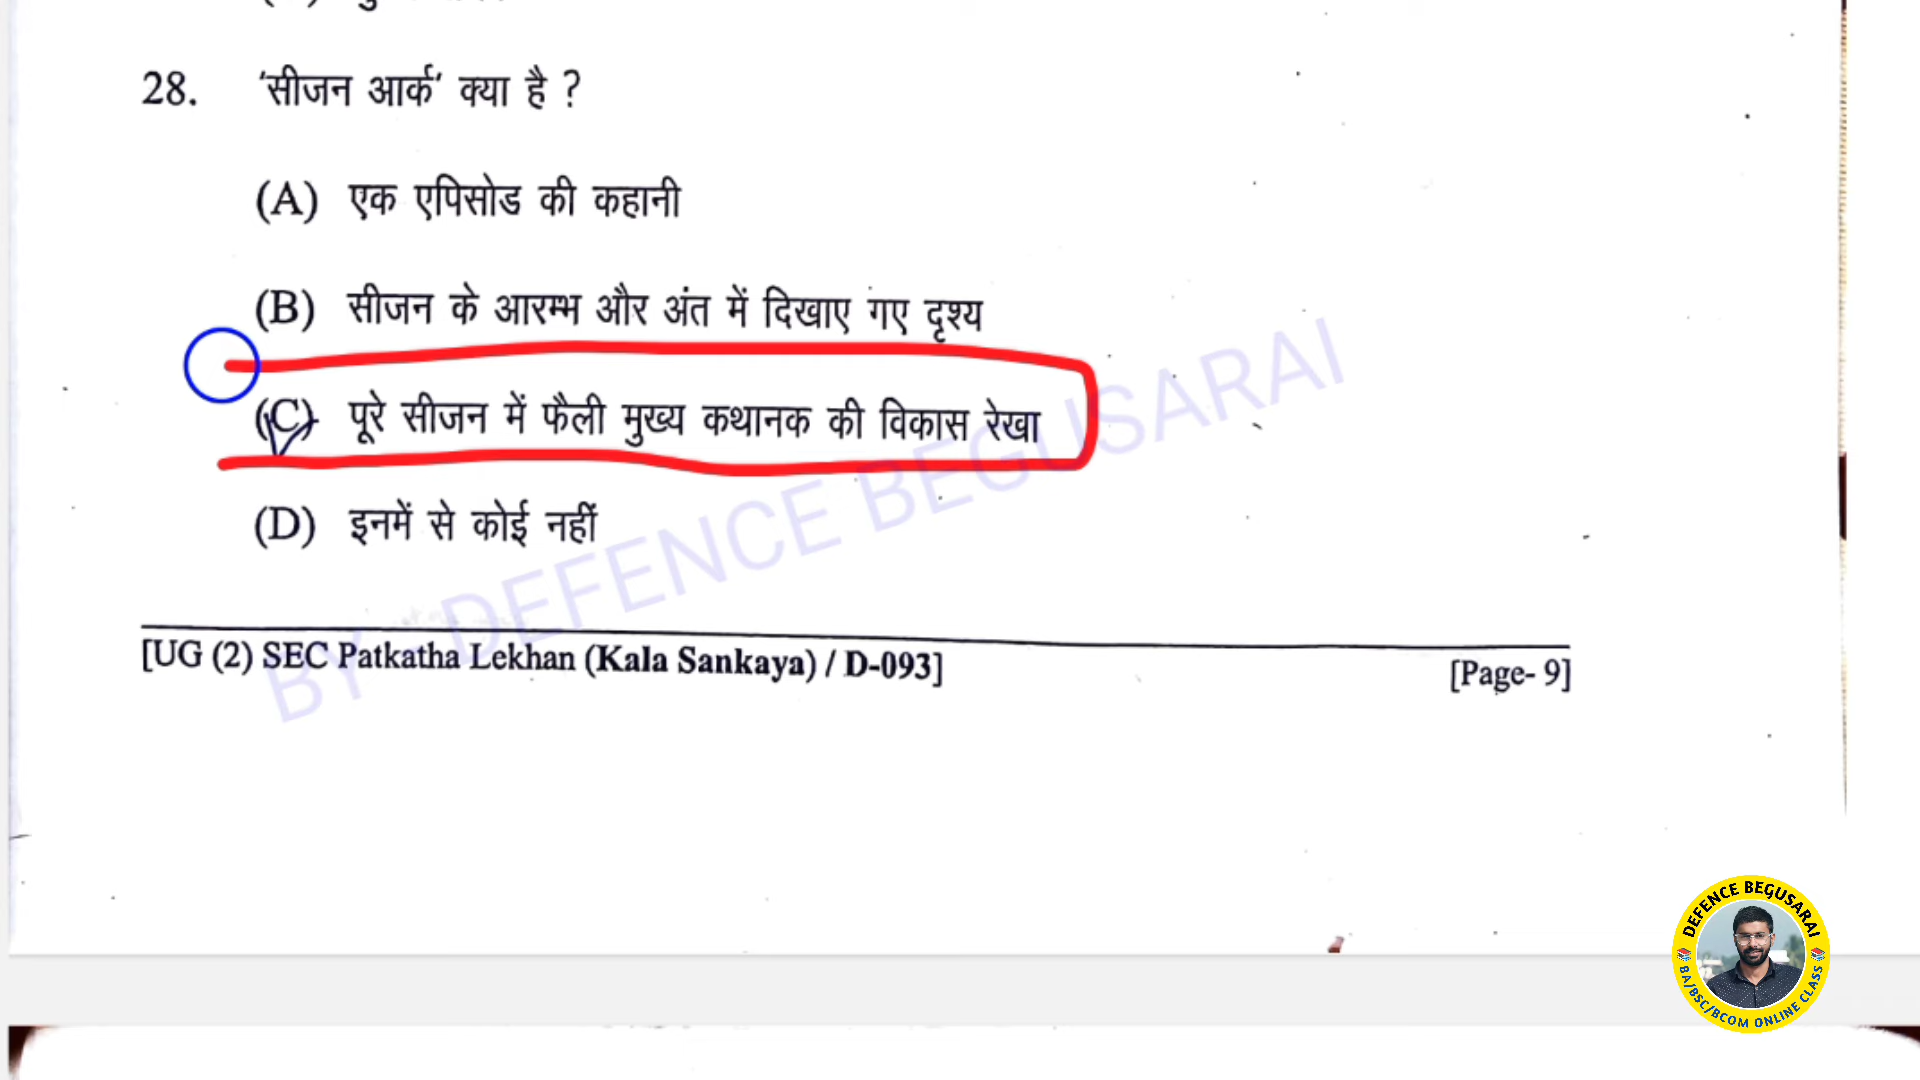 28. 'सीजन आर्क' क्या है ?
(A) एक एपिसोड की कहानी
(B) सीजन के आरम्भ और अंत में दिखाए गए दृश्य
(C) पूरे सीजन में फैली मुख्य कथानक की विकास रेखा
(D) इनमें से कोई नहीं
BY - DEFENCE BEGUSARAI
[UG (2) SEC Patkatha Lekhan (Kala Sankaya) / D-093] [Page- 9]
DEFENCE BEGUSARAI
BA/BSC/BCOM ONLINE CLASS